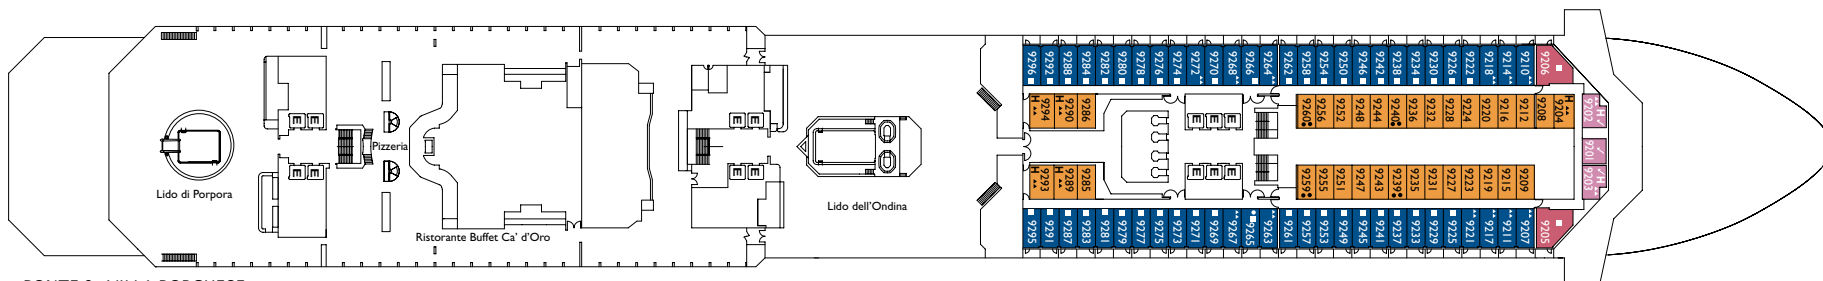 9296 9292 9288 9284 9282 9280 9278 9276 9274 9272 9270 9268 9266 9264 9262 9258 9254 9250 9246 9242 9238 9234 9230 9226 9222 9218 9214 9210 9206
H 9294 H 9290 9286 9260 9256 9252 9248 9244 9240 9236 9232 9228 9224 9220 9216 9212 9208 H 9204 9202 H
E E E E E E E
Pizzeria
9201
E E E E E E E
Lido di Porpora
H 9293 H 9289 9285 9259 9255 9251 9247 9243 9239 9235 9231 9227 9223 9219 9215 9209 9203 H
Lido dell'Ondina
9295 9291 9287 9283 9281 9279 9277 9275 9273 9271 9269 9267 9265 9263 9261 9257 9253 9249 9245 9241 9237 9233 9229 9225 9221 9217 9211 9207 9205
Ristorante Buffet Ca' d'Oro